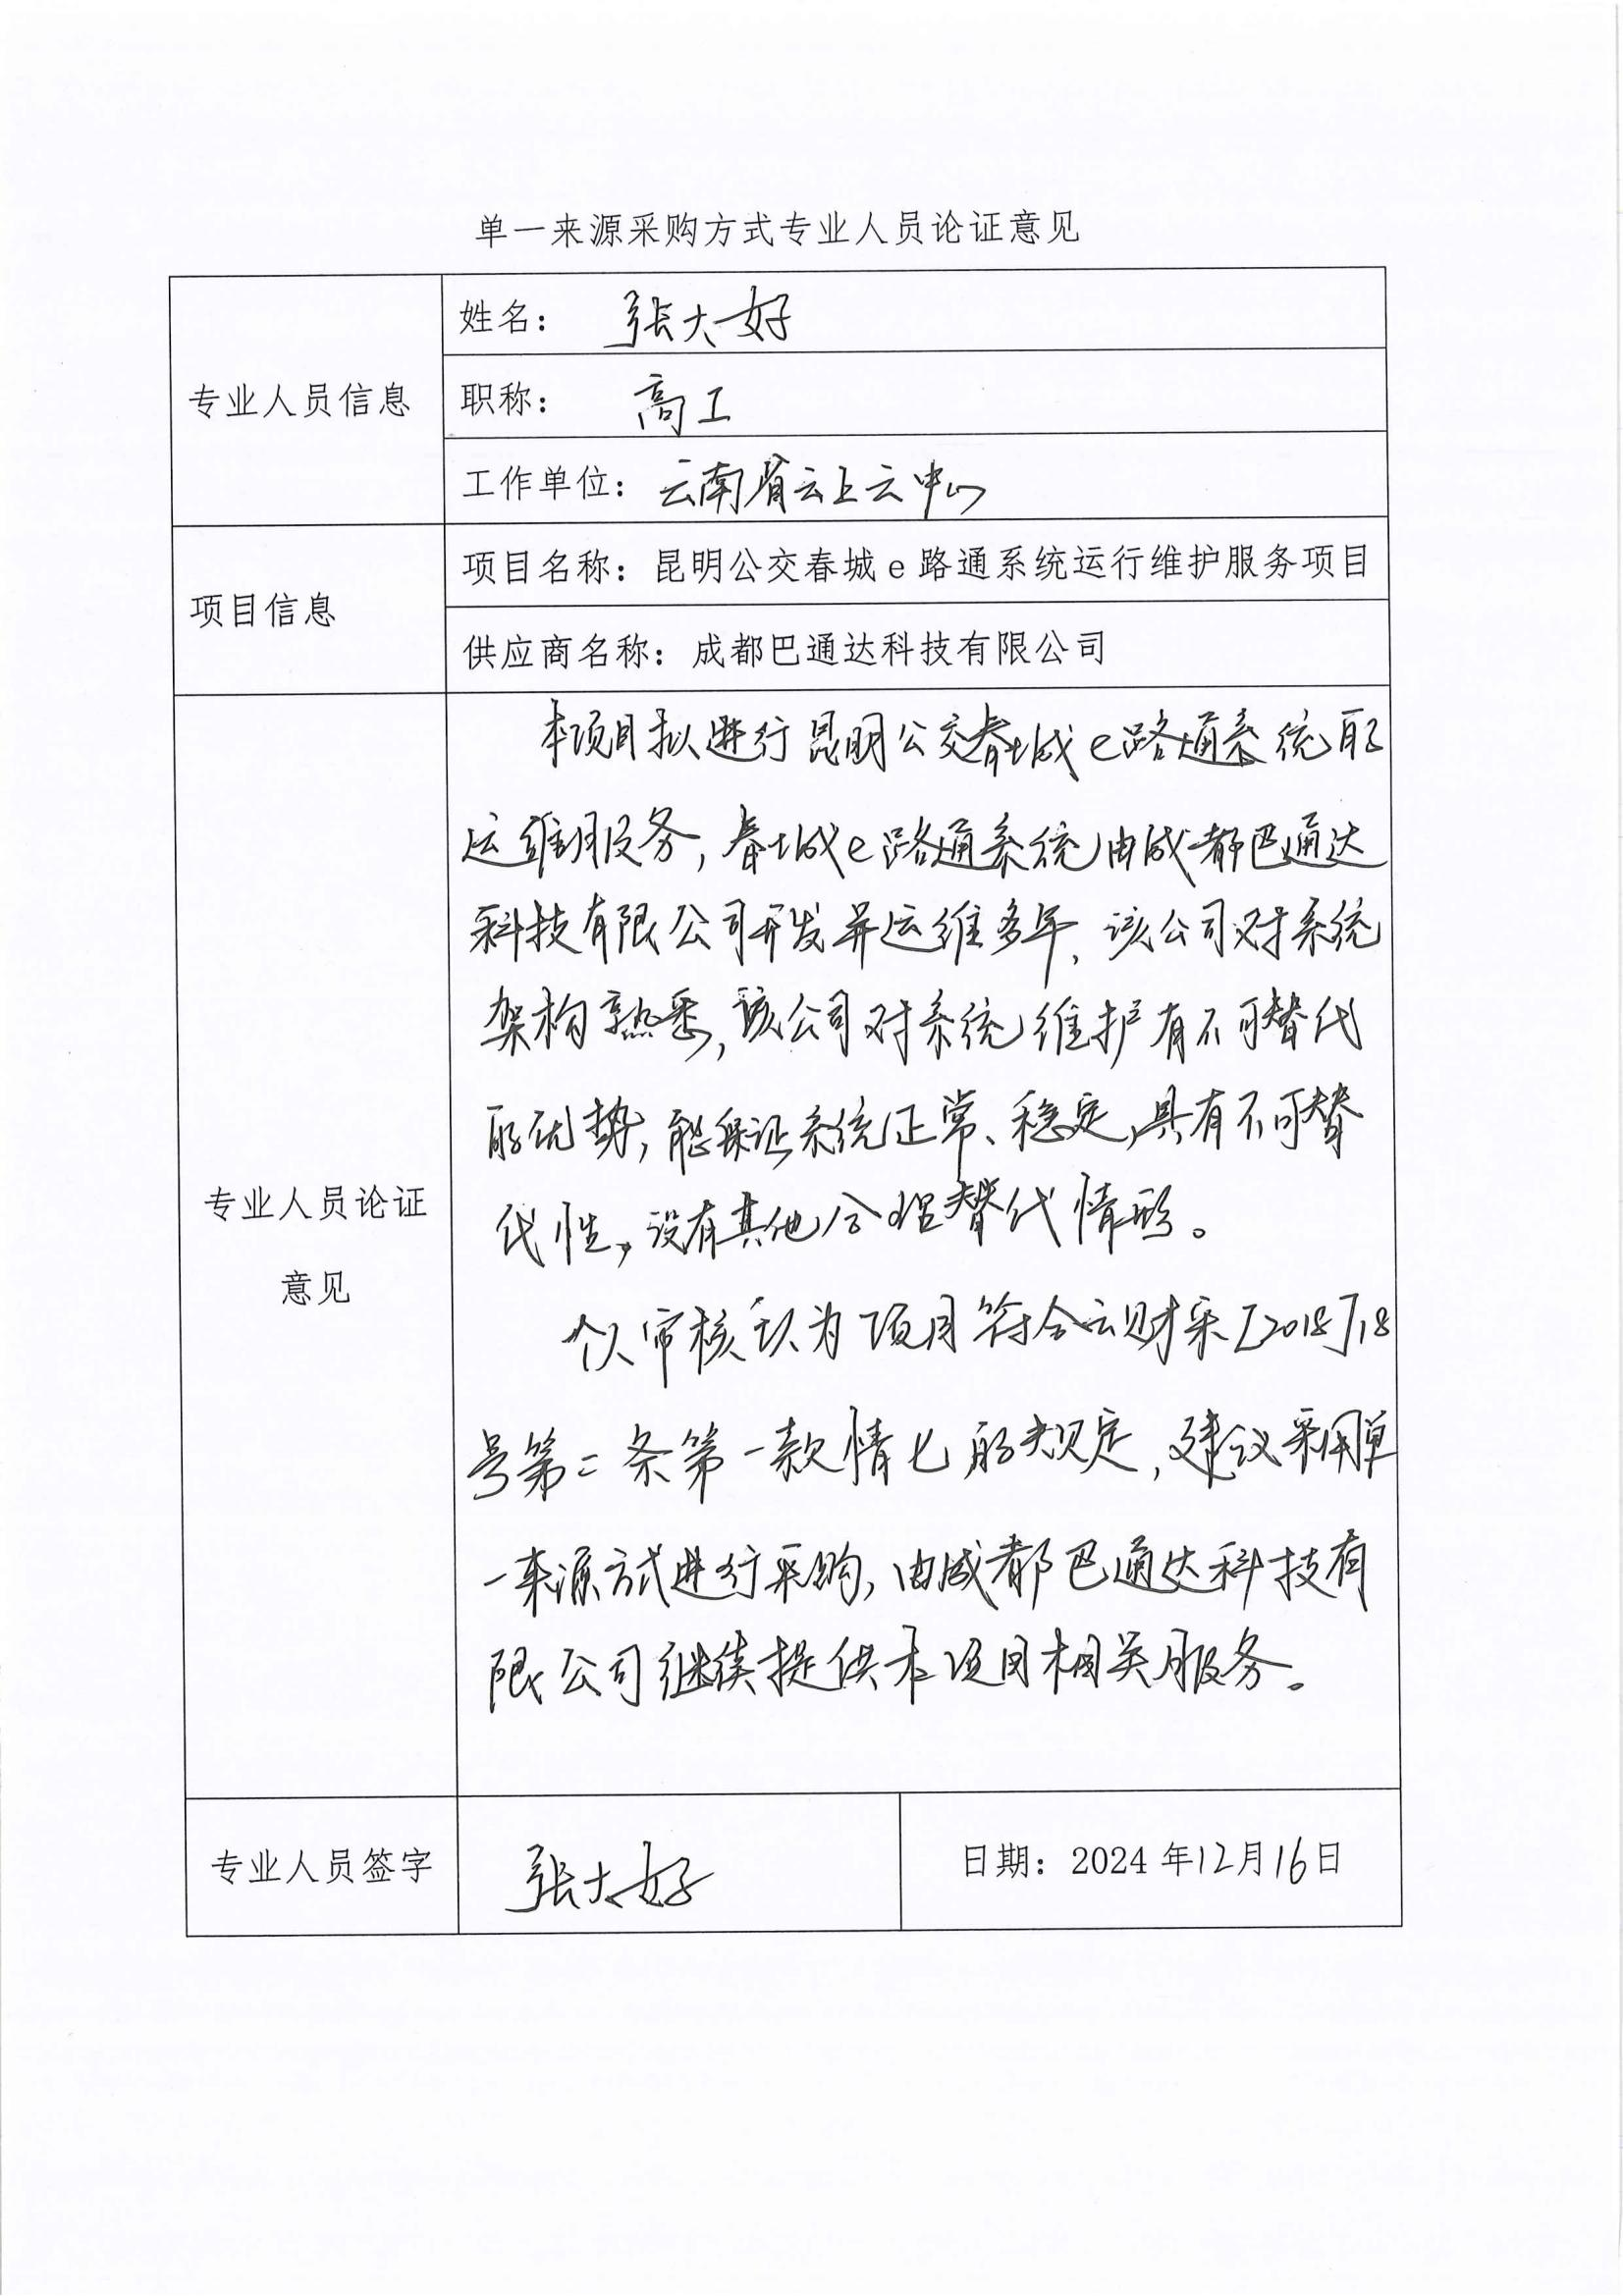 单一来源采购方式专业人员论证意见
专业人员信息
姓名： 张大好
职称： 高工
工作单位：云南省云上云中心
项目信息
项目名称：昆明公交春城e路通系统运行维护服务项目
供应商名称：成都巴通达科技有限公司
专业人员论证
意见
本项目拟进行昆明公交春城e路通系统的
运维服务，春城e路通系统由成都巴通达
科技有限公司开发并运维多年，该公司对系统
架构熟悉，该公司对系统维护有不可替代
的优势，能保证系统正常、稳定，具有不可替
代性，没有其他合理替代情形。
个人审核认为项目符合云财采[2018]18
号第二条第一款情七的规定，建议采用单
一来源方式进行采购，由成都巴通达科技有
限公司继续提供本项目相关服务。
专业人员签字
张大好
日期：2024年12月16日